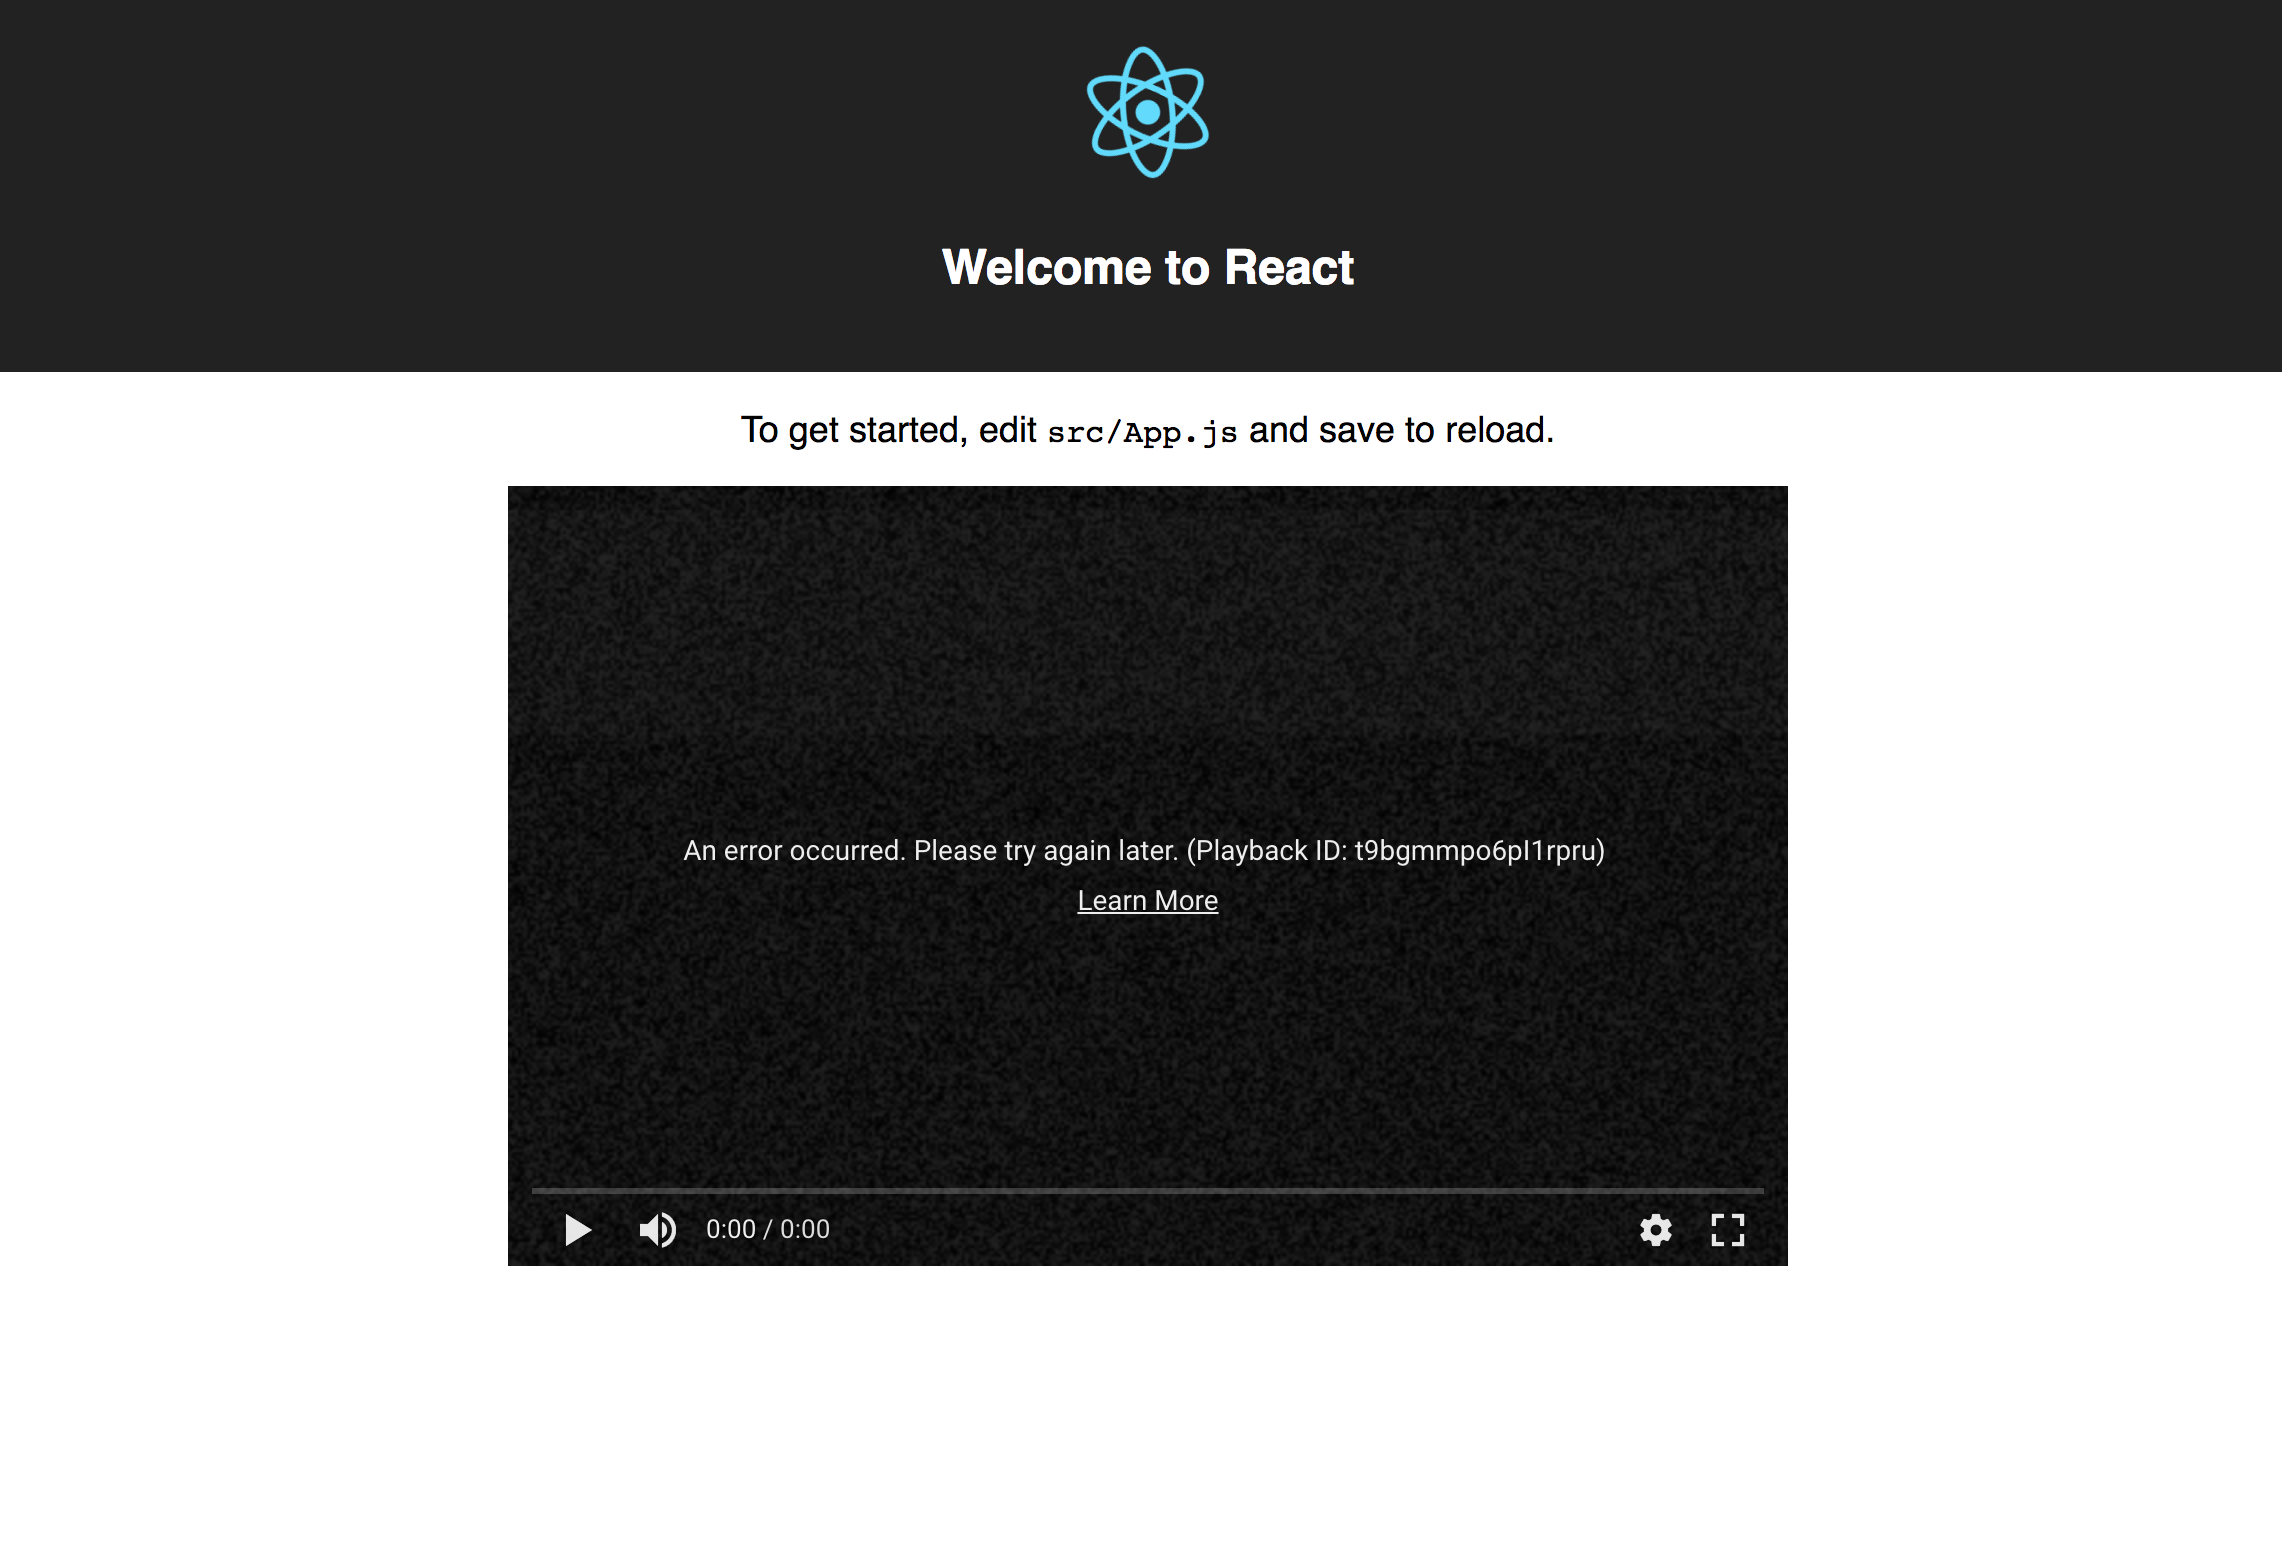 Welcome to React
To get started, edit src/App.js and save to reload.
An error occurred. Please try again later. (Playback ID: t9bgmmpo6pI1rpru)
Learn More
0:00 / 0:00